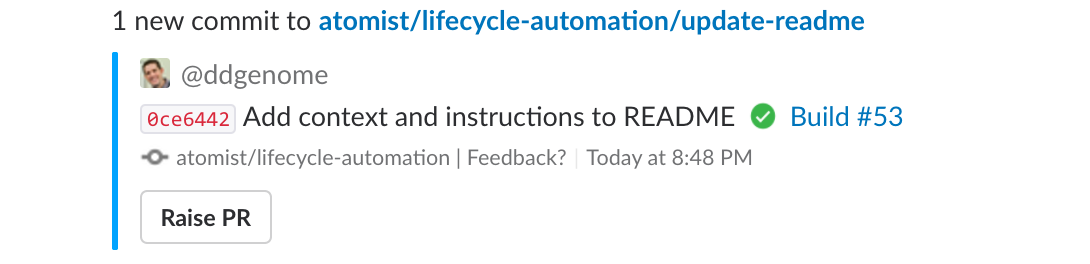 1 new commit to atomist/lifecycle-automation/update-readme
@ddgenome
0ce6442 Add context and instructions to README Build #53
atomist/lifecycle-automation | Feedback? Today at 8:48 PM
Raise PR